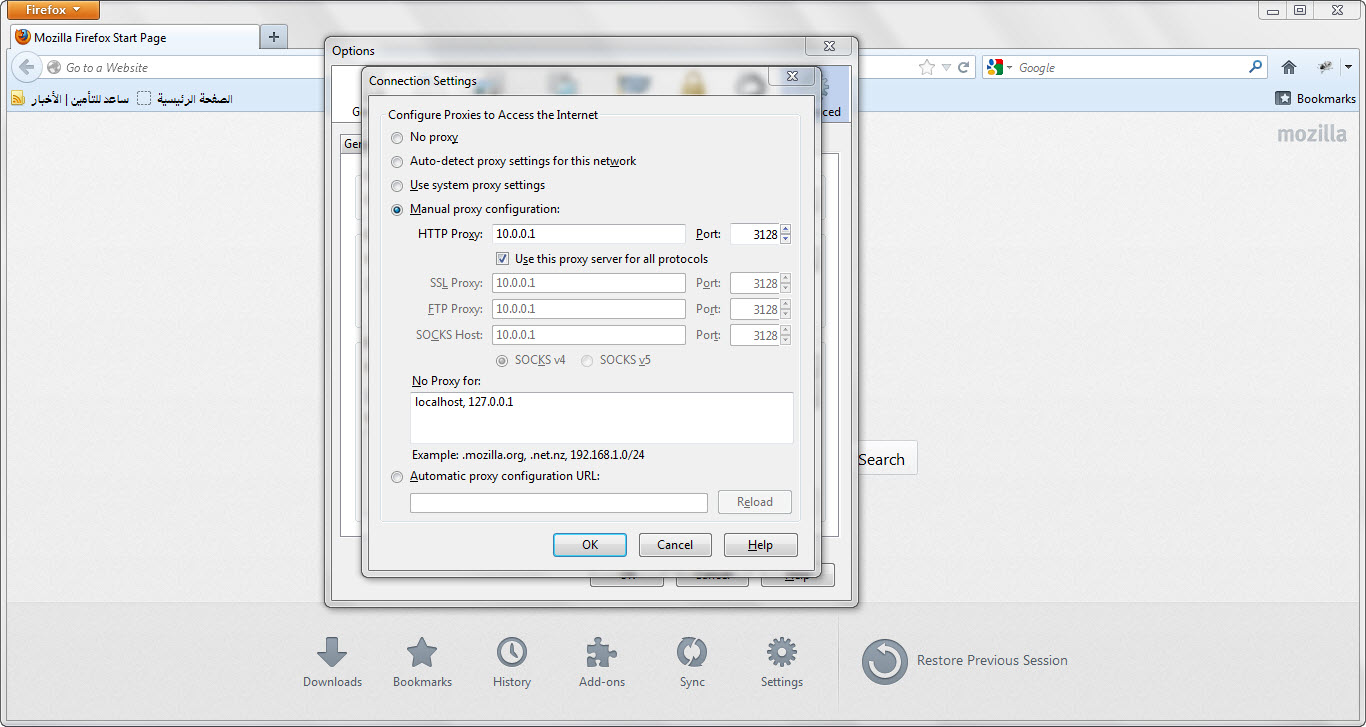 Firefox
Mozilla Firefox Start Page
Options
Go to a Website
Google
الصفحة الرئيسية
ساعد للتأمين | الأخبار
Bookmarks
Connection Settings
ced
Ger
mozilla
Configure Proxies to Access the Internet
No proxy
Auto-detect proxy settings for this network
Use system proxy settings
Manual proxy configuration:
HTTP Proxy: 10.0.0.1 Port: 3128
Use this proxy server for all protocols
SSL Proxy: 10.0.0.1 Port: 3128
FTP Proxy: 10.0.0.1 Port: 3128
SOCKS Host: 10.0.0.1 Port: 3128
SOCKS v4 SOCKS v5
No Proxy for:
localhost, 127.0.0.1
Example: .mozilla.org, .net.nz, 192.168.1.0/24
Search
Automatic proxy configuration URL:
Reload
OK Cancel Help
Downloads Bookmarks History Add-ons Sync Settings
Restore Previous Session